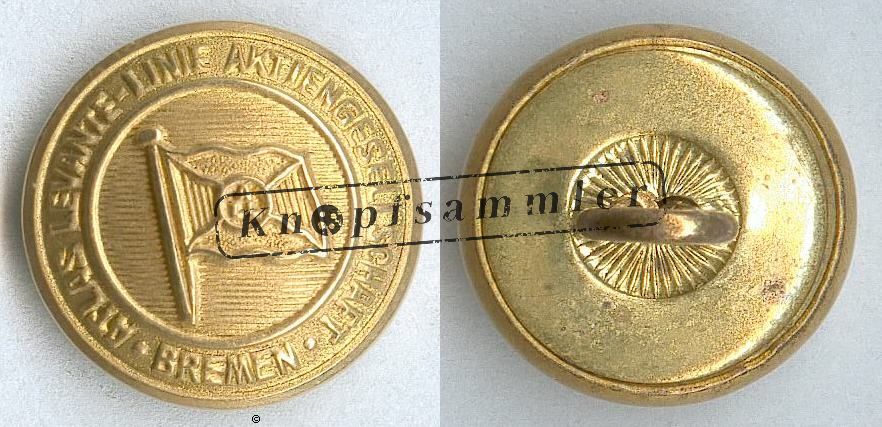 ATLAS LEVANTE-LINIE AKTIENGESELLSCHAFT
• BREMEN •
Knopfsammler
©